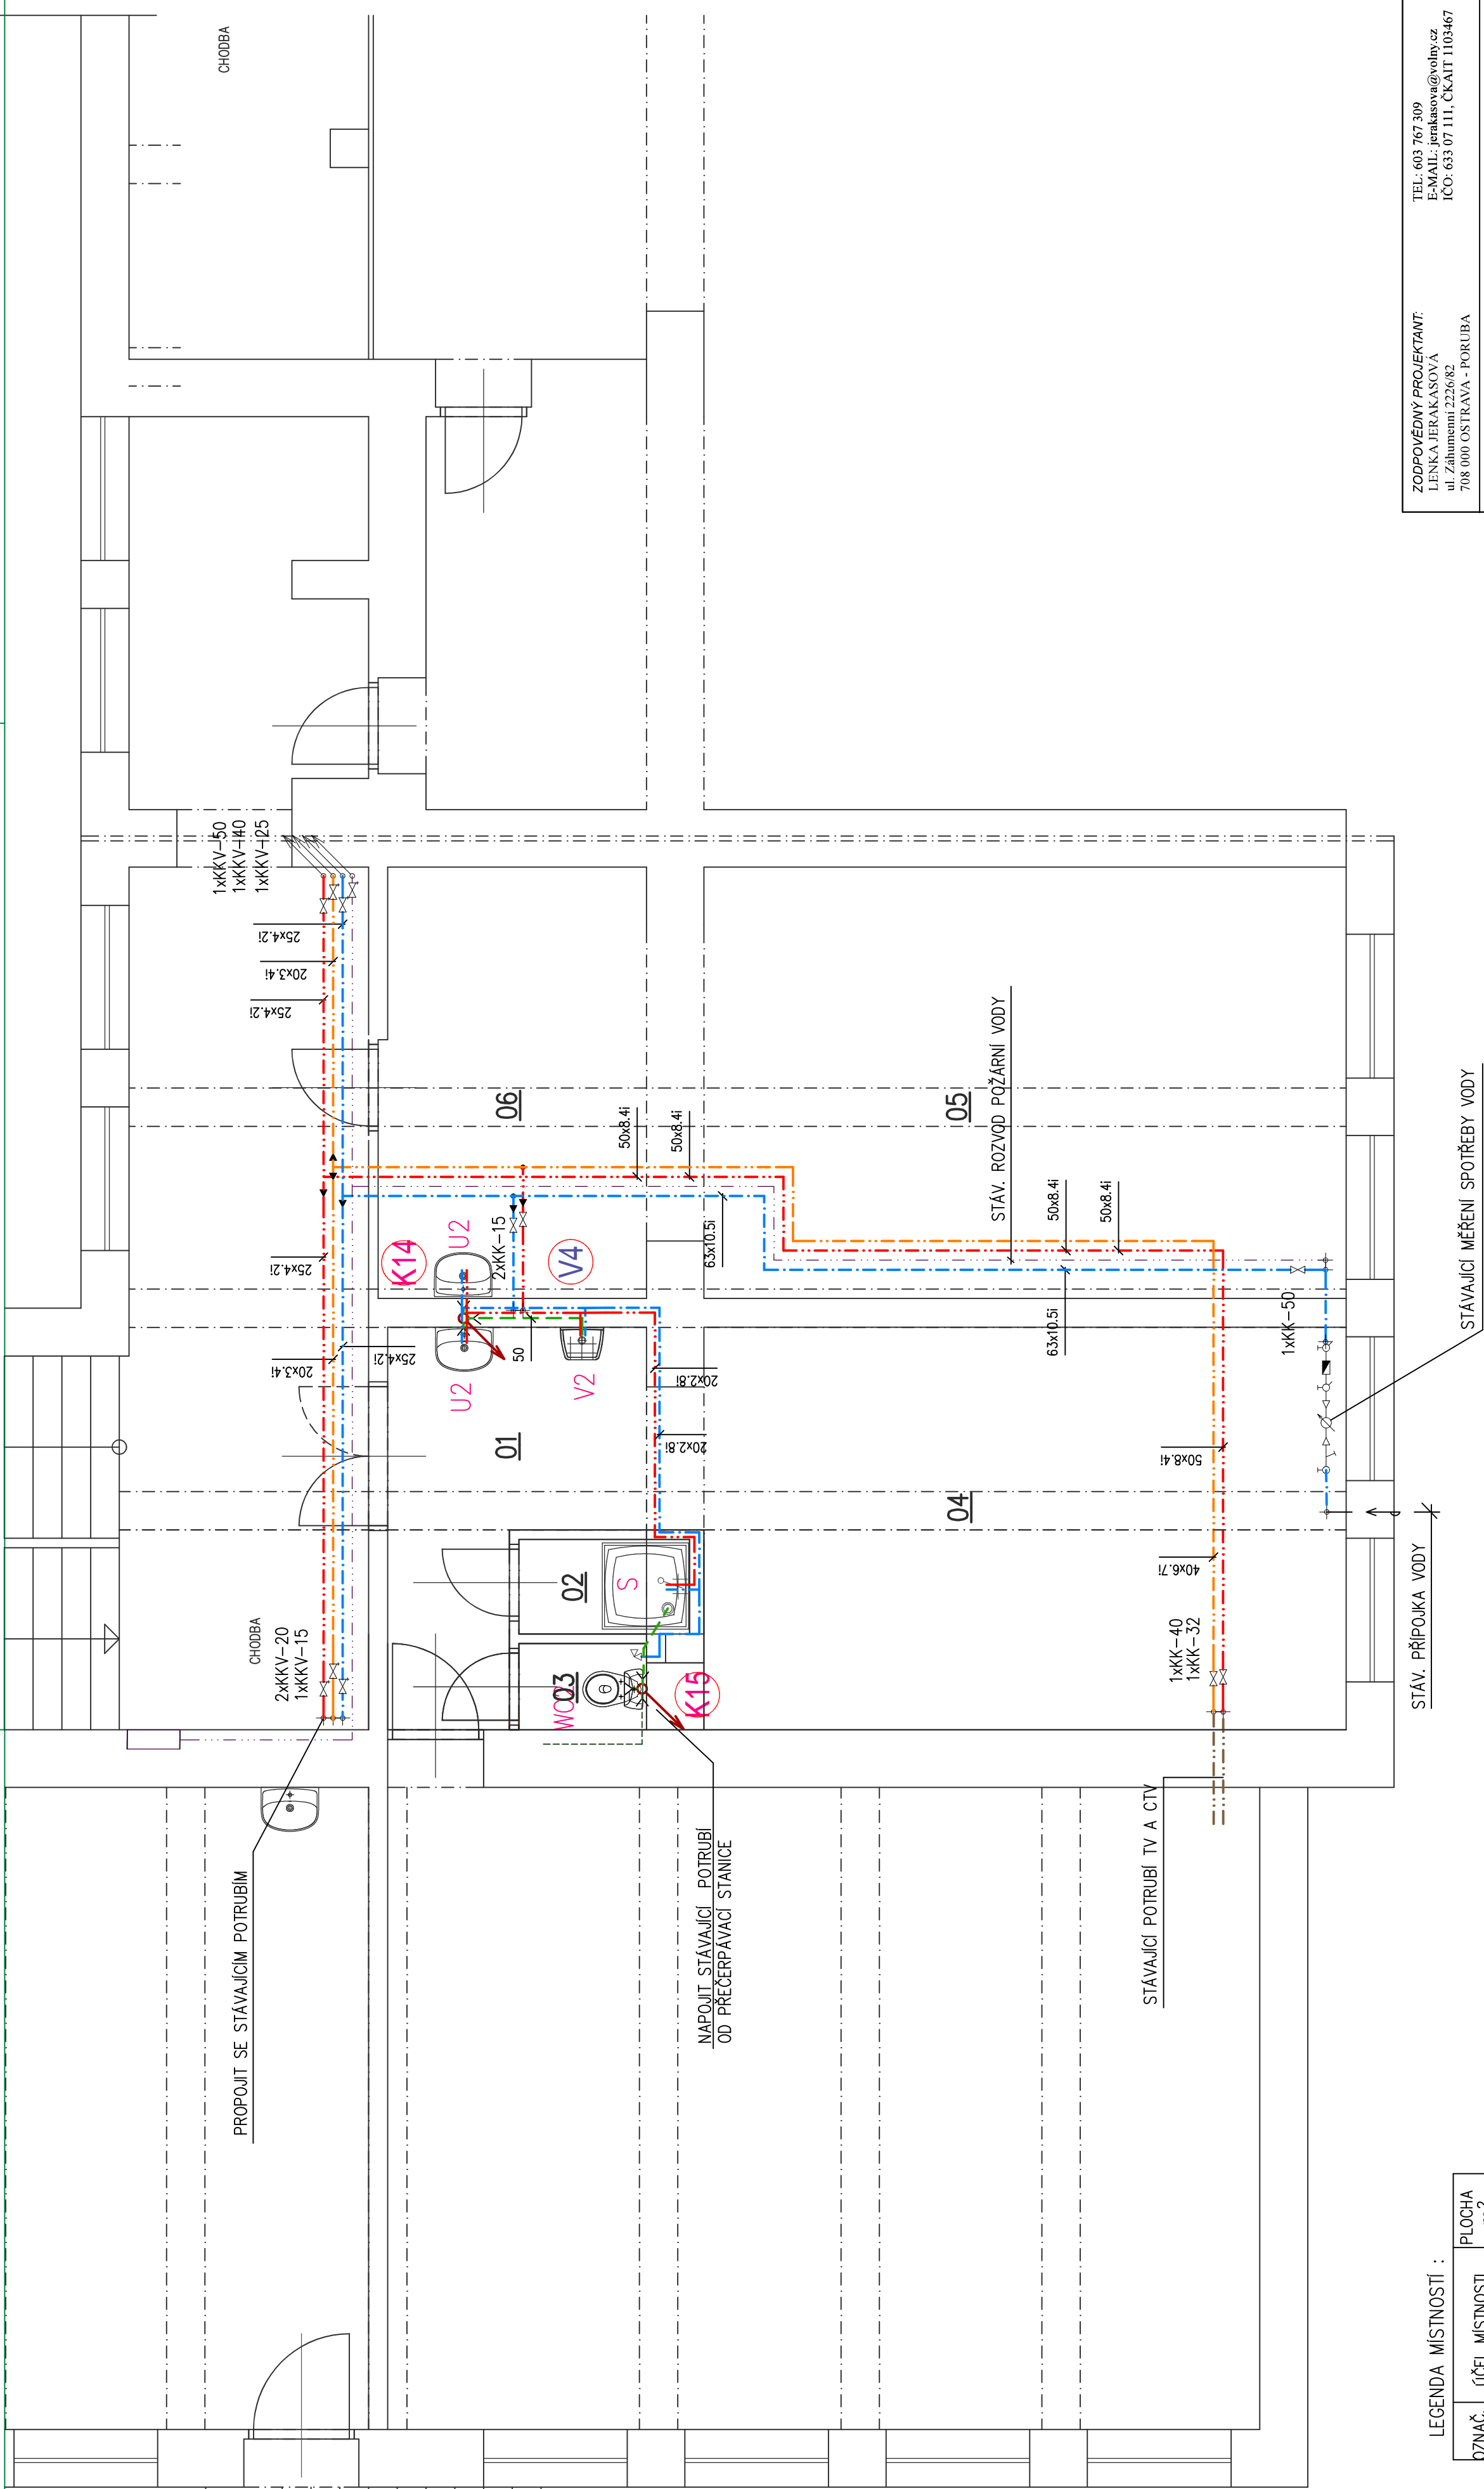 CHODBA
1xKKV-50
1xKKV-40
1xKKV-25
25x4.2i
20x3.4i
25x4.2i
25x4.2i
20x3.4i
25x4.2i
CHODBA
2xKKV-20
1xKKV-15
PROPOJIT SE STÁVAJÍCÍM POTRUBÍM
K14
U2
U2
2xKK-15
V4
V2
50
06
01
02
03
S
K15
50x8.4i
50x8.4i
63x10.5i
20x2.8i
20x2.8i
NAPOJIT STÁVAJÍCÍ POTRUBÍ
OD PŘEČERPÁVACÍ STANICE
05
04
STÁV. ROZVOD POŽÁRNÍ VODY
50x8.4i
50x8.4i
63x10.5i
50x8.4i
40x6.7i
1xKK-40
1xKK-32
STÁVAJÍCÍ POTRUBÍ TV A CTV
1xKK-50
STÁVAJÍCÍ MĚŘENÍ SPOTŘEBY VODY
STÁV. PŘÍPOJKA VODY
ZODPOVĚDNÝ PROJEKTANT:
LENKA JERAKASOVÁ
ul. Záhumenní 2226/82
708 000 OSTRAVA - PORUBA
TEL: 603 767 309
E-MAIL: jerakasova@volny.cz
IČO: 633 07 111, ČKAIT 1103467
LEGENDA MÍSTNOSTÍ :
OZNAČ. ÚČEL MÍSTNOSTI PLOCHA